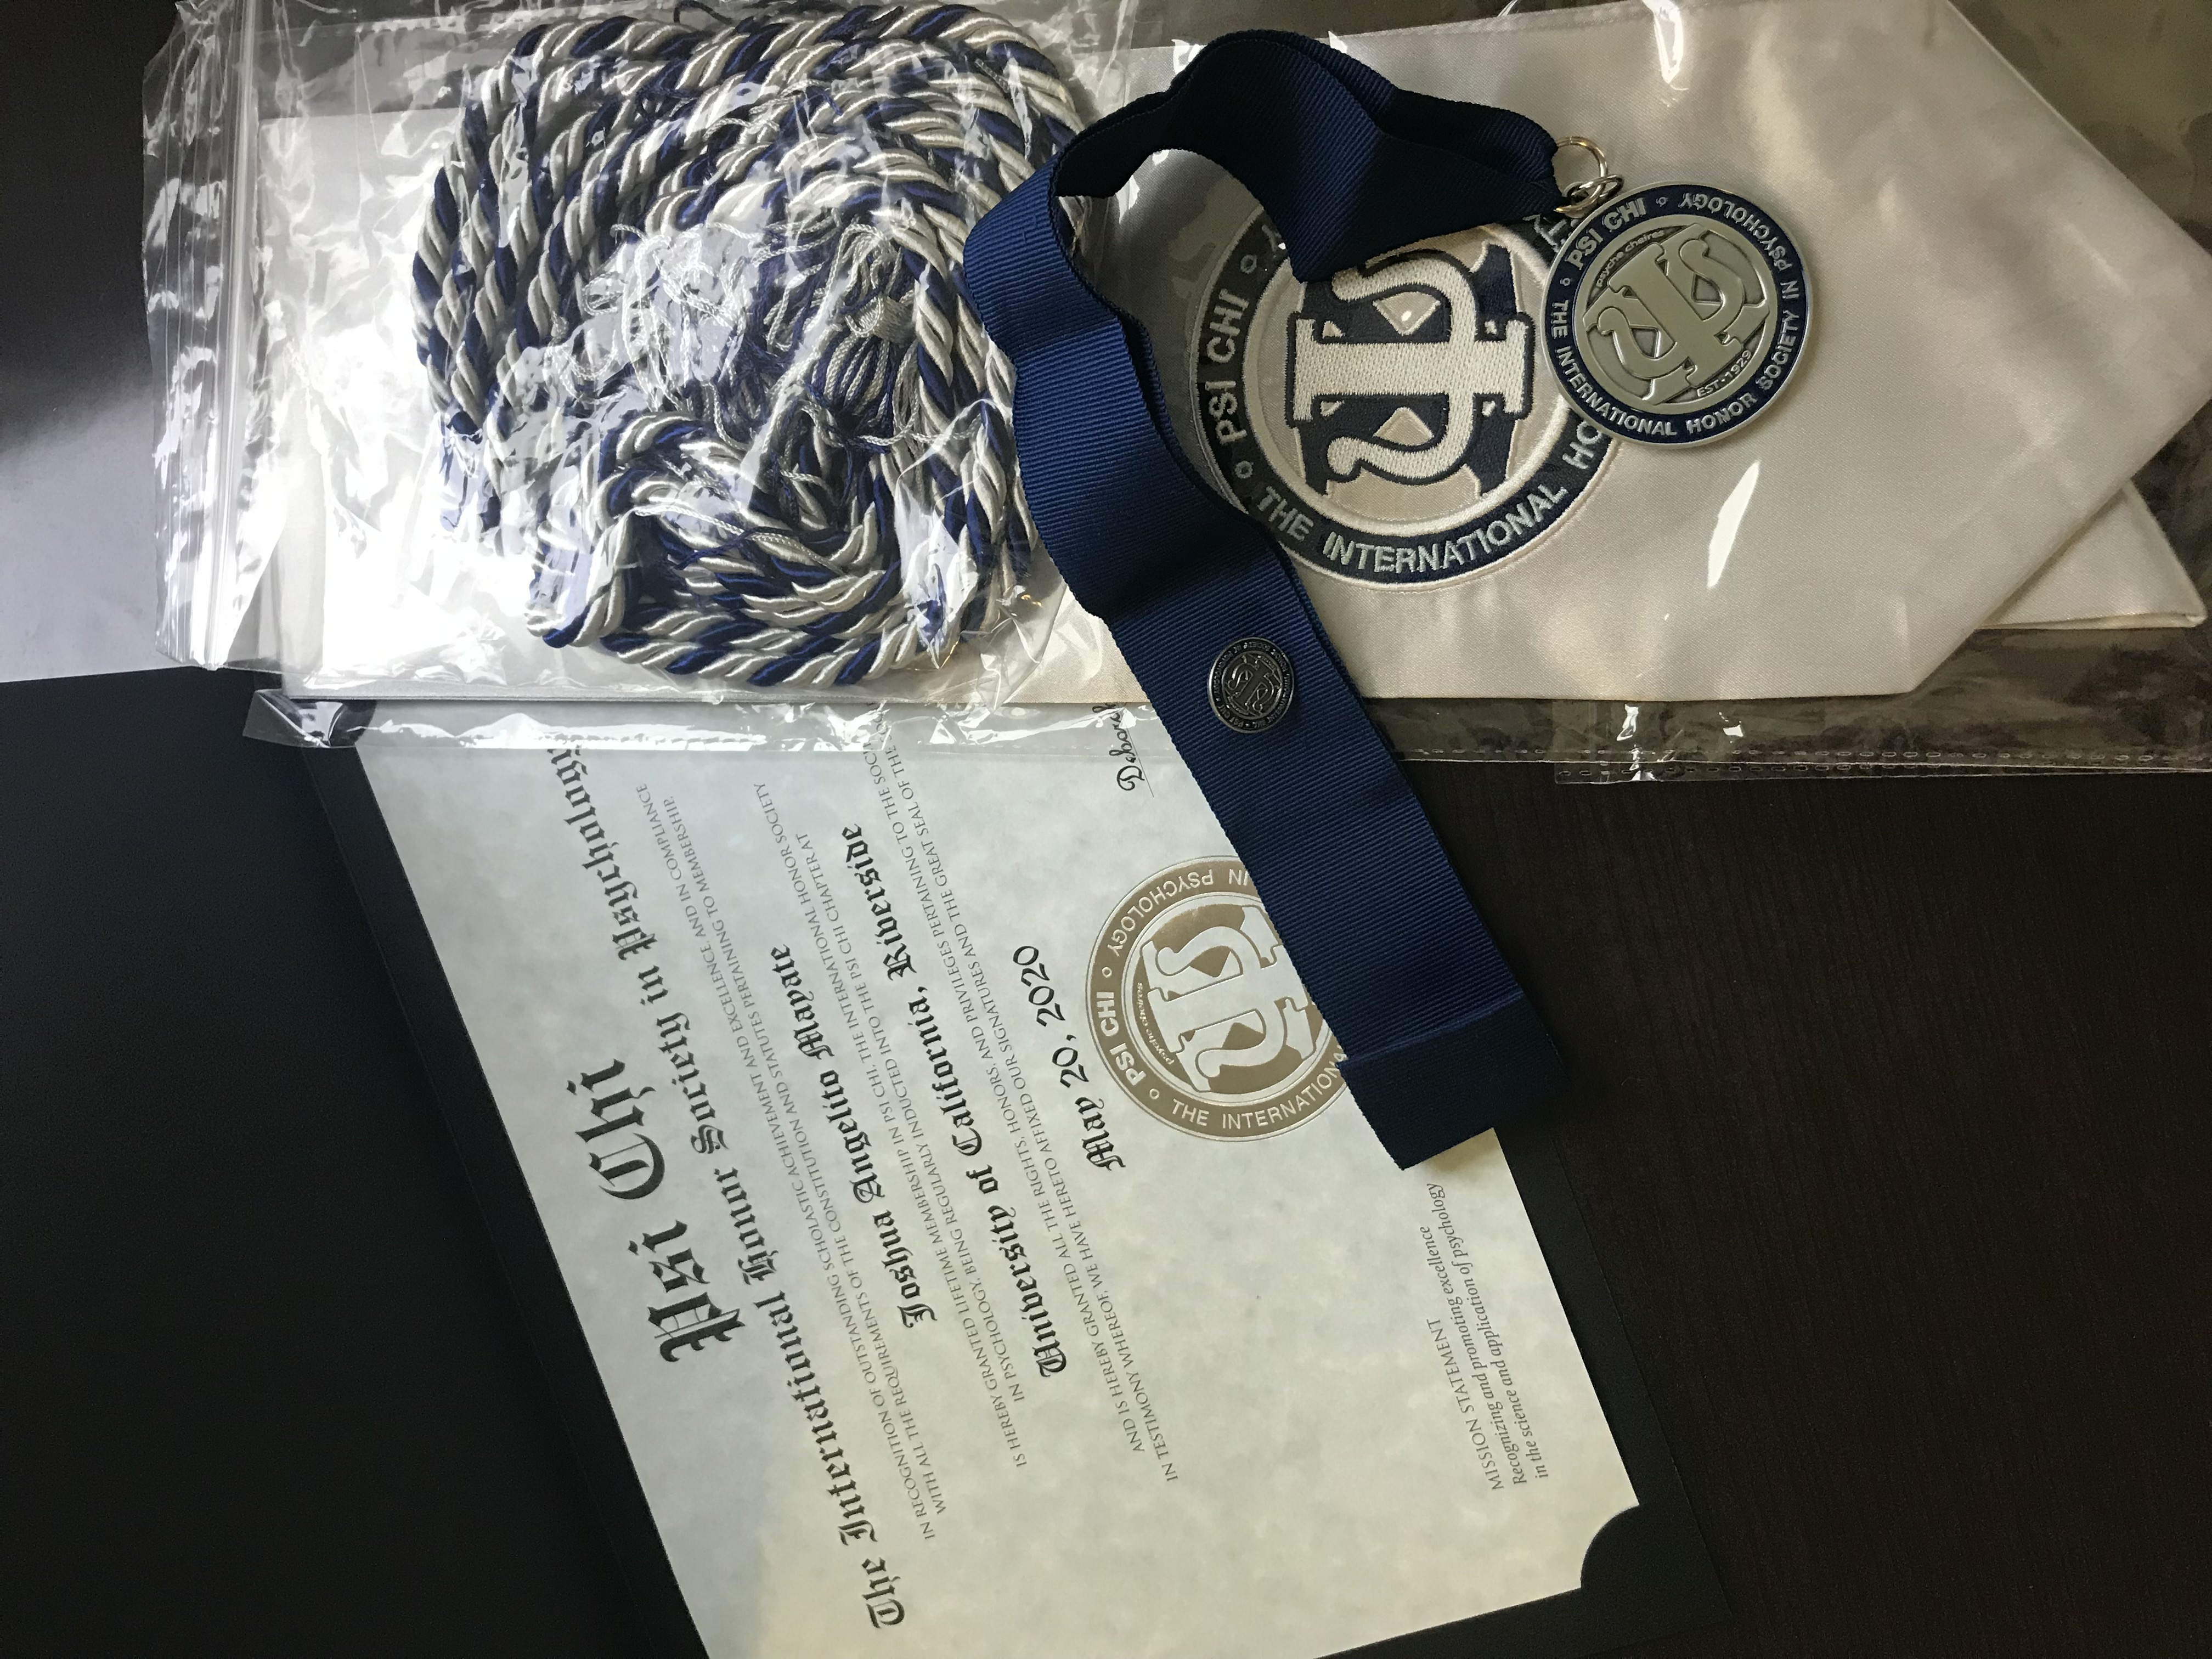 Psi Chi
The International Honor Society in Psychology
IN RECOGNITION OF OUTSTANDING SCHOLASTIC ACHIEVEMENT AND EXCELLENCE, AND IN COMPLIANCE
WITH ALL THE REQUIREMENTS OF THE CONSTITUTION AND STATUTES PERTAINING TO MEMBERSHIP,
Joshua Angelito Mayate
IS HEREBY GRANTED LIFETIME MEMBERSHIP IN PSI CHI, THE INTERNATIONAL HONOR SOCIETY
IN PSYCHOLOGY, BEING REGULARLY INDUCTED INTO THE PSI CHI CHAPTER AT
University of California, Riverside
AND IS HEREBY GRANTED ALL THE RIGHTS, HONORS, AND PRIVILEGES PERTAINING TO THE
IN TESTIMONY WHEREOF, WE HAVE HERETO AFFIXED OUR SIGNATURES AND THE GREAT SEAL OF THE
May 20, 2020
PSI CHI
THE INTERNATIONAL
IN PSYCHOLOGY
psyche cheires
MISSION STATEMENT
Recognizing and promoting excellence
in the science and application of psychology
PSI CHI
THE INTERNATIONAL
PSI CHI
THE INTERNATIONAL HONOR SOCIETY IN PSYCHOLOGY
psyche cheires
EST. 1929